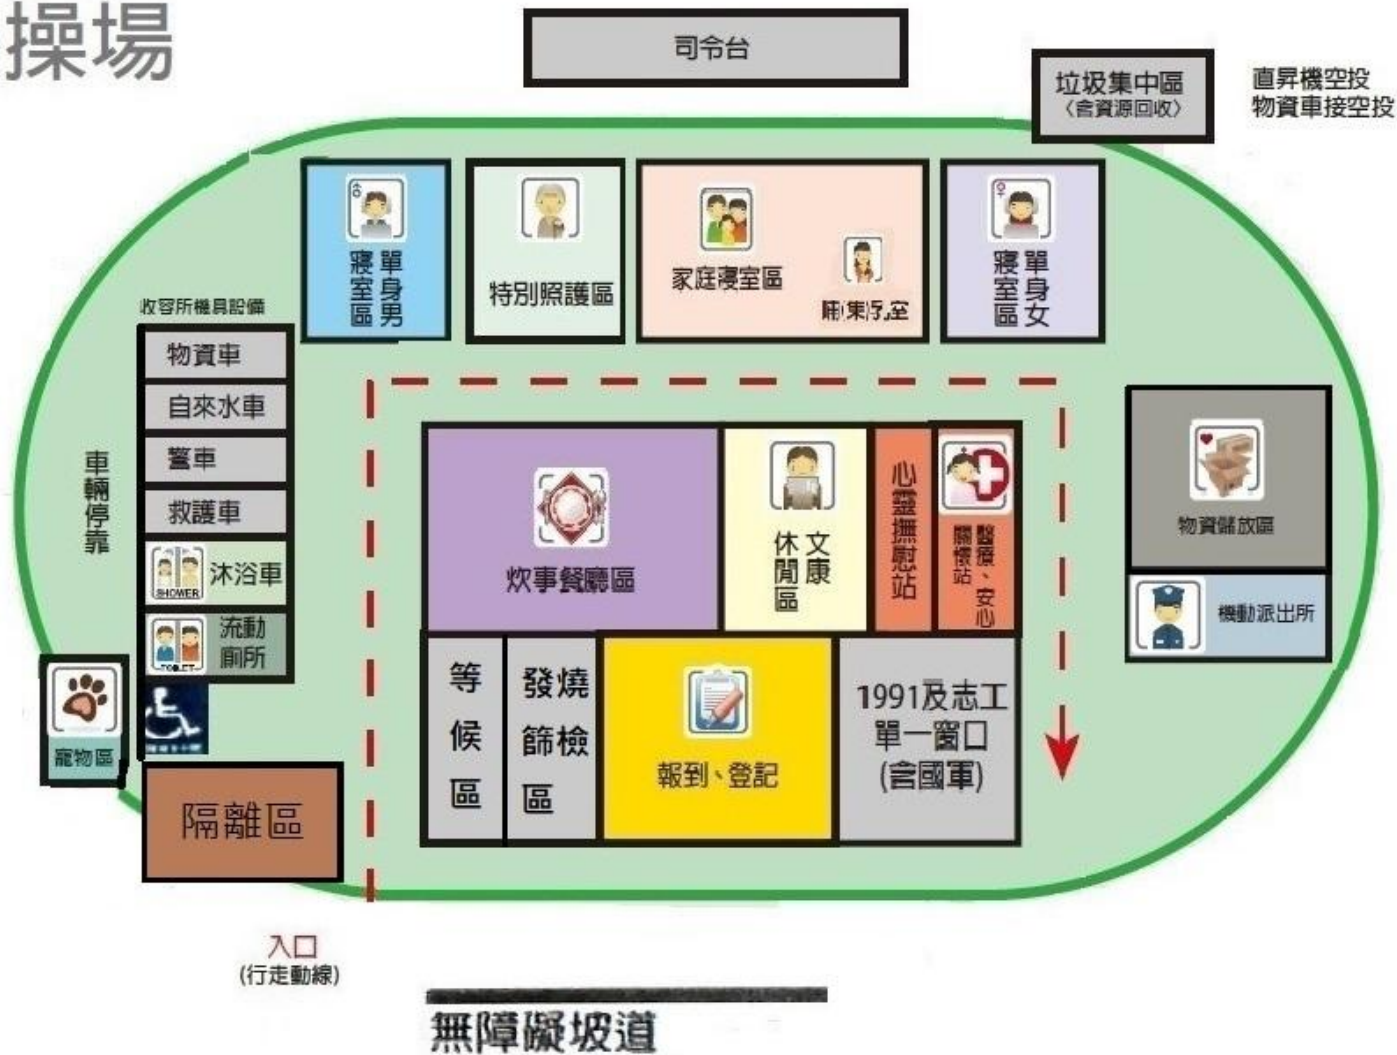 操場
司令台
垃圾集中區
〈含資源回收〉
直昇機空投
物資車接空投
單身男
寢室區
特別照護區
家庭寢室區
哺(集)乳室
單身女
寢室區
收容所機具設備
物資車
自來水車
警車
救護車
SHOWER
沐浴車
TOILET
流動
廁所
車輛停靠
寵物區
隔離區
炊事餐廳區
文康
休閒區
心靈撫慰站
醫療、安心
關懷站
物資儲放區
機動派出所
等候區
發燒
篩檢
區
報到、登記
1991及志工
單一窗口
(含國軍)
入口
(行走動線)
無障礙坡道